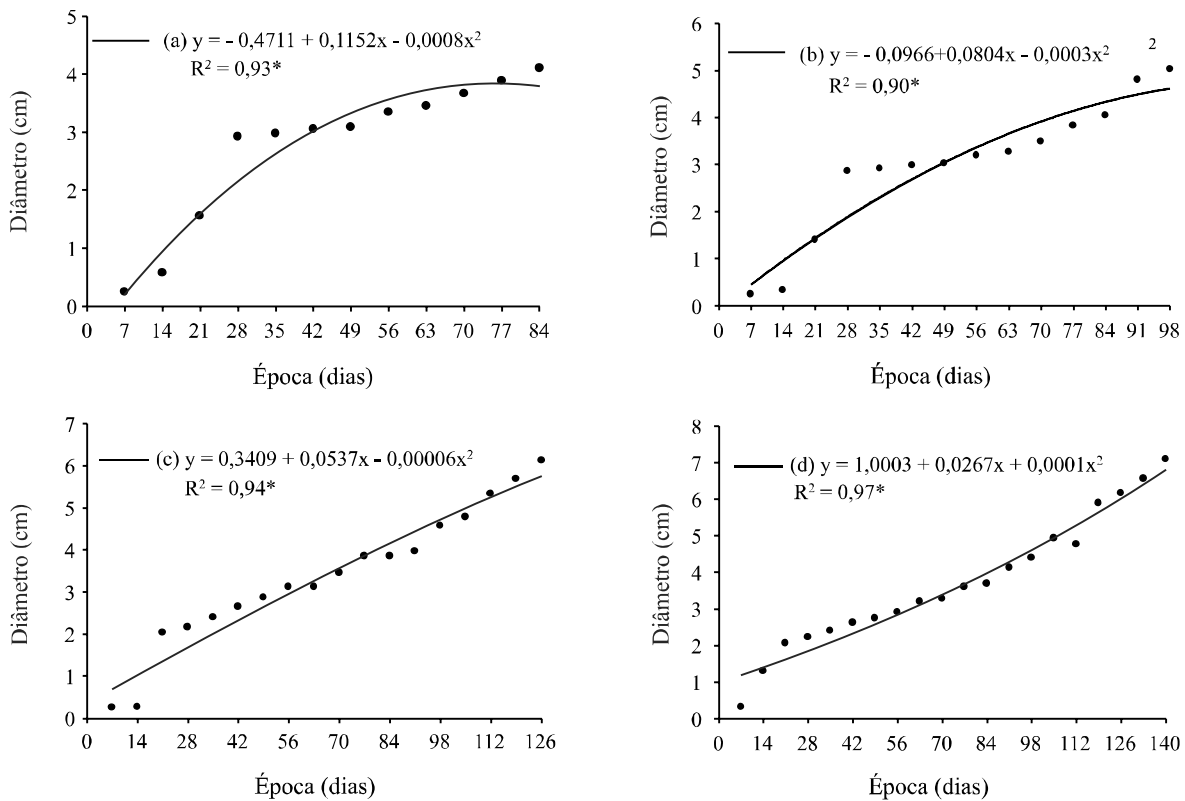 (a) y = - 0,4711 + 0,1152x - 0,0008x²
R² = 0,93*
Diâmetro (cm)
5
4
3
2
1
0
0 7 14 21 28 35 42 49 56 63 70 77 84
Época (dias)
(b) y = - 0,0966+0,0804x - 0,0003x² 2
R² = 0,90*
Diâmetro (cm)
6
5
4
3
2
1
0
0 7 14 21 28 35 42 49 56 63 70 77 84 91 98
Época (dias)
(c) y = 0,3409 + 0,0537x - 0,00006x²
R² = 0,94*
Diâmetro (cm)
7
6
5
4
3
2
1
0
0 14 28 42 56 70 84 98 112 126
Época (dias)
(d) y = 1,0003 + 0,0267x + 0,0001x²
R² = 0,97*
Diâmetro (cm)
8
7
6
5
4
3
2
1
0
0 14 28 42 56 70 84 98 112 126 140
Época (dias)